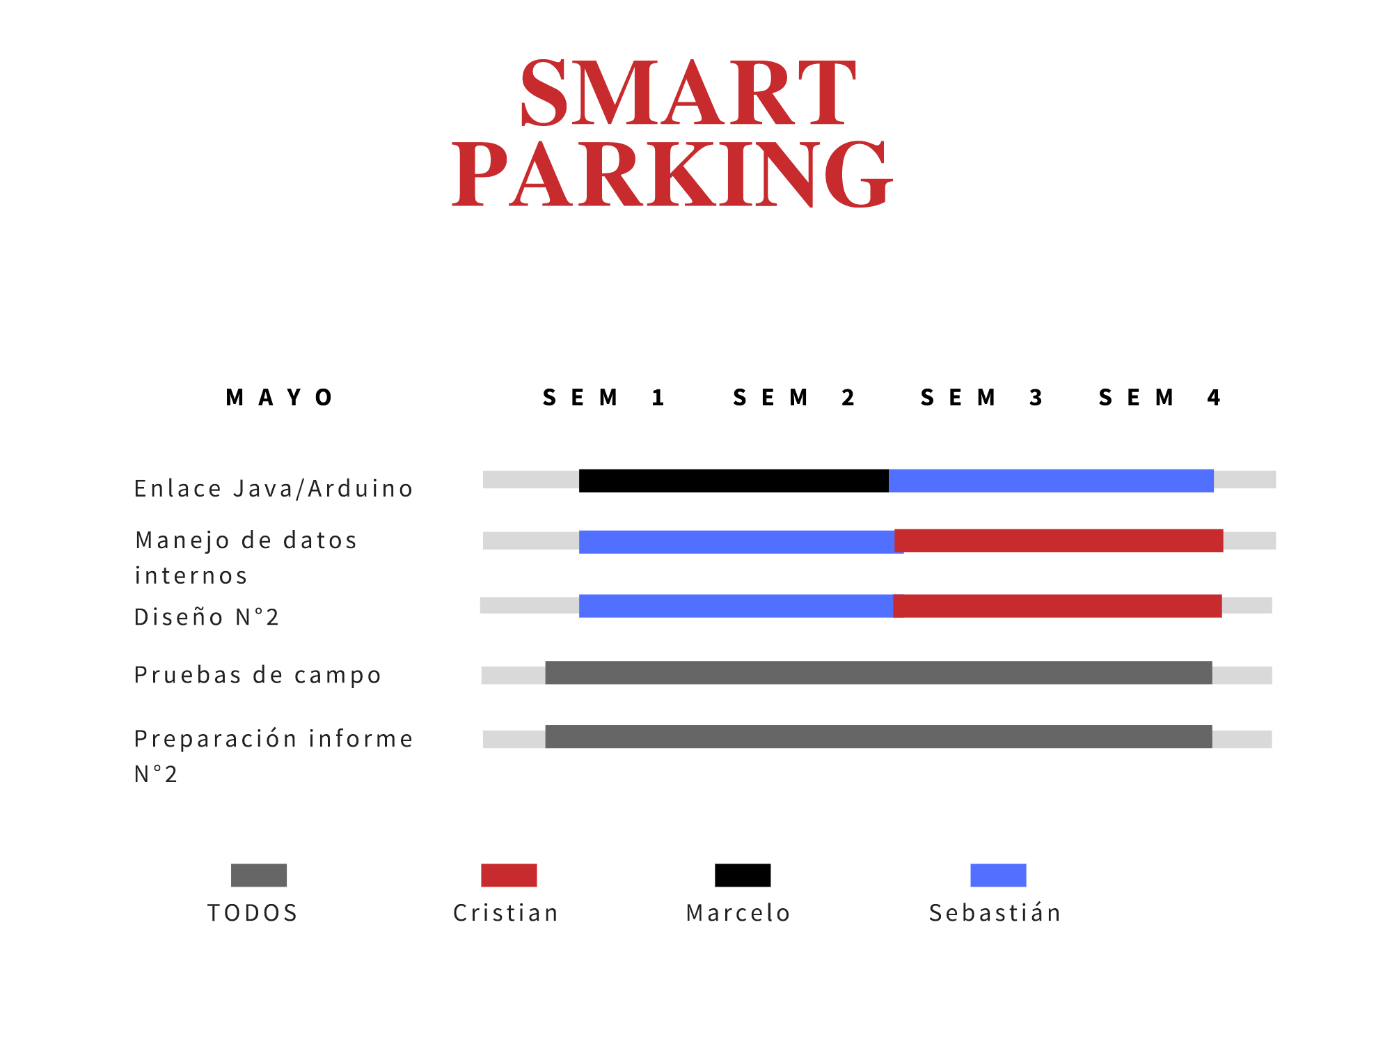 SMART
PARKING
MAYO SEM 1 SEM 2 SEM 3 SEM 4
Enlace Java/Arduino
Manejo de datos
internos
Diseño N°2
Pruebas de campo
Preparación informe
N°2
TODOS Cristian Marcelo Sebastián